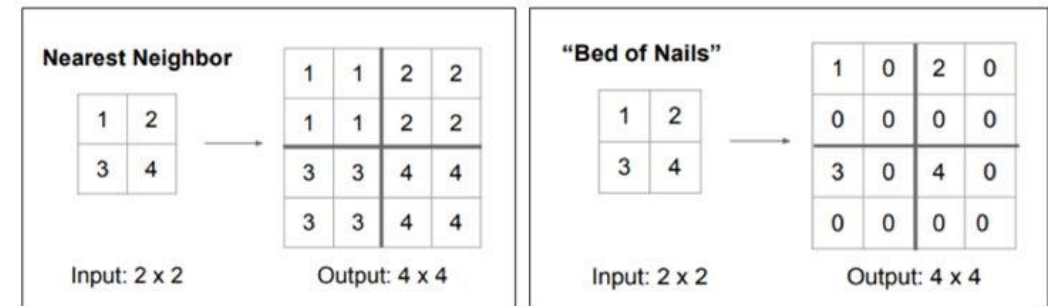 Nearest Neighbor
1 2
3 4
1 1 2 2
1 1 2 2
3 3 4 4
3 3 4 4
Input: 2 x 2
Output: 4 x 4
“Bed of Nails”
1 2
3 4
1 0 2 0
0 0 0 0
3 0 4 0
0 0 0 0
Input: 2 x 2
Output: 4 x 4